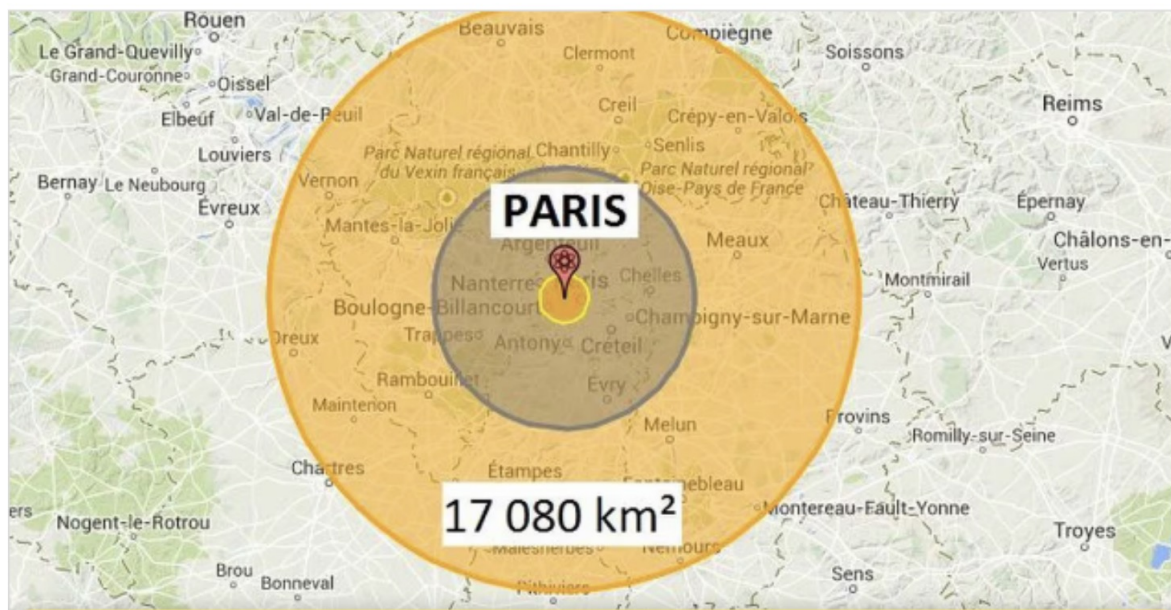 Rouen
Beauvais
Compiègne
Le Grand-Quevilly
Clermont
Soissons
Grand-Couronne
Oissel
Creil
Reims
Elbeuf
Val-de-Reuil
Crépy-en-Valois
Louviers
Chantilly
Senlis
Parc Naturel régional
du Vexin français
Parc Naturel régional
Oise-Pays de France
Bernay
Le Neubourg
Vernon
Évreux
PARIS
Château-Thierry
Épernay
Mantes-la-Jolie
Argenteuil
Meaux
Châlons-en-
Vertus
Nanterre
Paris
Chelles
Montmirail
Boulogne-Billancourt
Champigny-sur-Marne
Dreux
Trappes
Antony
Créteil
Rambouillet
Évry
Maintenon
Provins
Melun
Romilly-sur-Seine
Chartres
Étampes
Fontainebleau
17 080 km²
Montereau-Fault-Yonne
Nogent-le-Rotrou
Troyes
Malesherbes
Nemours
Brou
Bonneval
Pithiviers
Sens